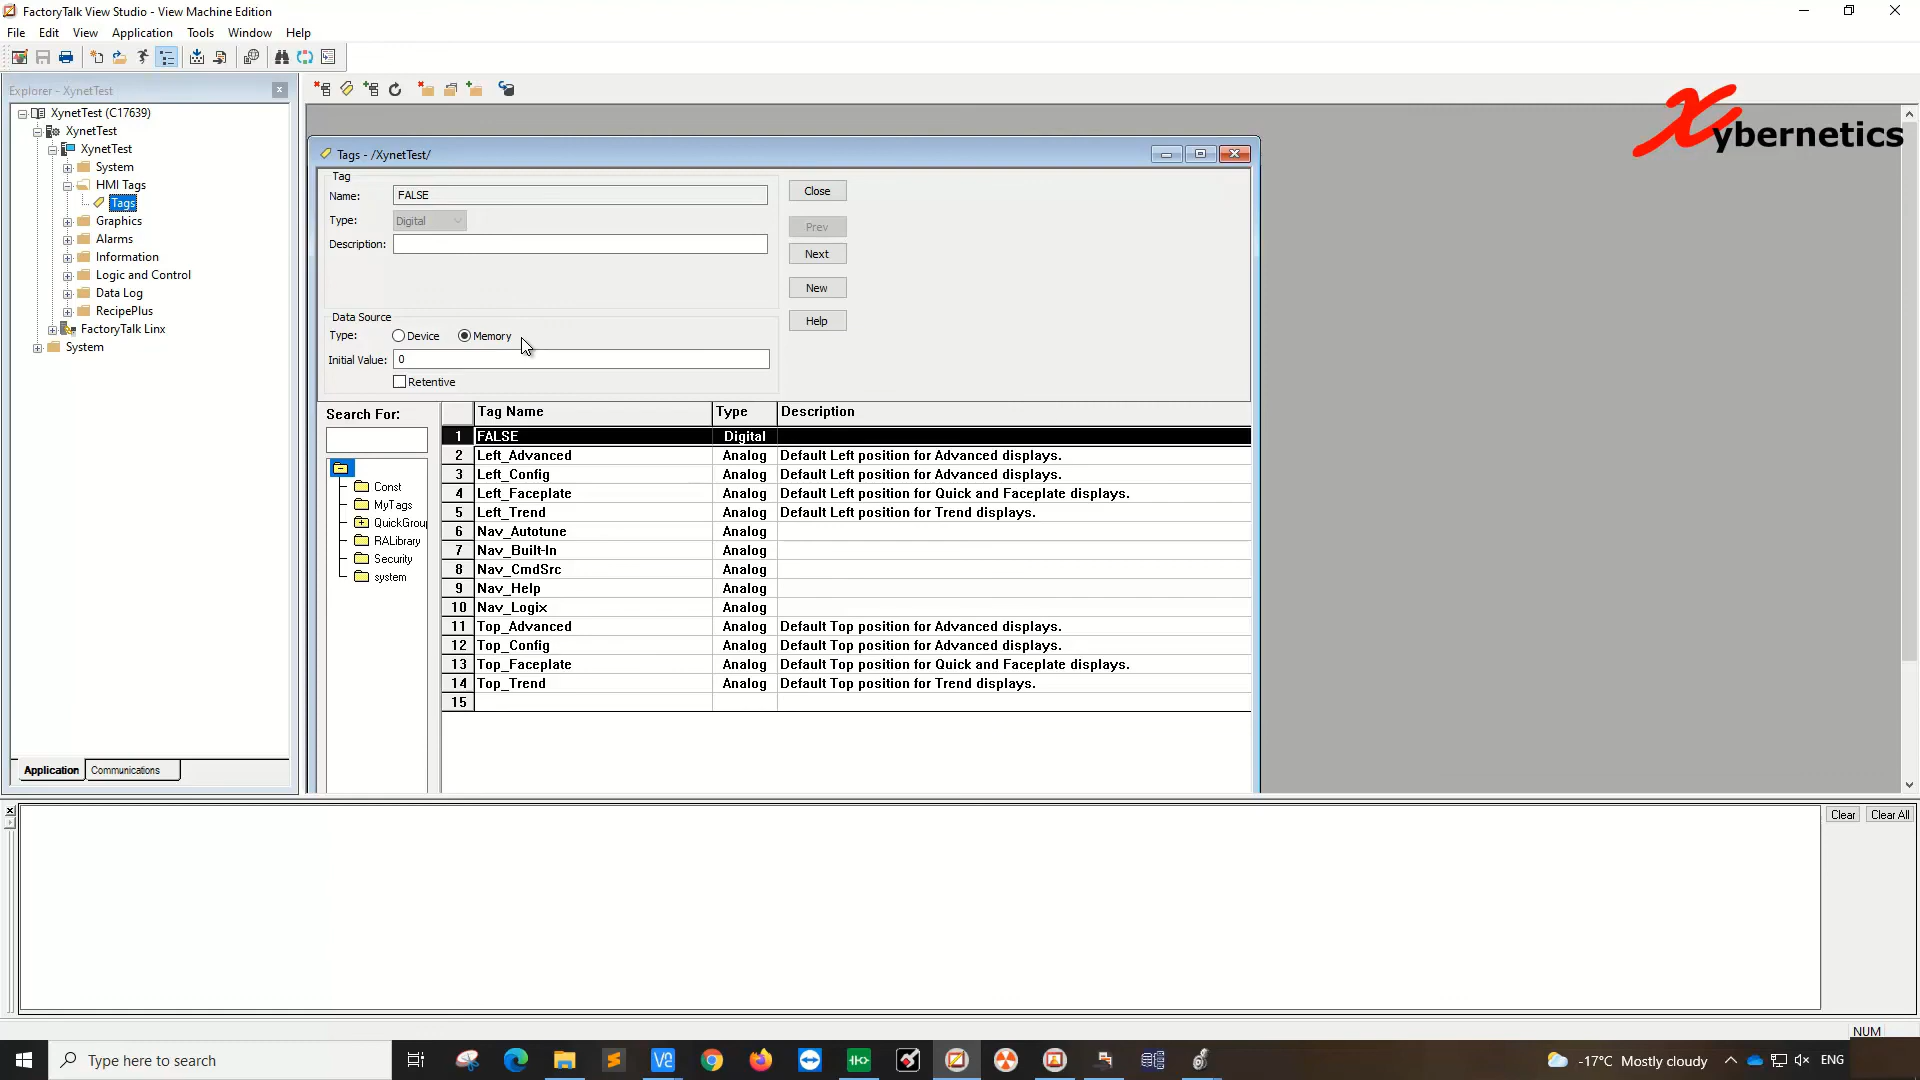 FactoryTalk View Studio - View Machine Edition
File Edit View Application Tools Window Help
Explorer - XynetTest
XynetTest (C17639)
XynetTest
XynetTest
System
HMI Tags
Tags
Graphics
Alarms
Information
Logic and Control
Data Log
RecipePlus
FactoryTalk Linx
System
Application Communications
Xybernetics
Tags - /XynetTest/
Tag
Name: FALSE
Type: Digital
Description:
Close
Prev
Next
New
Help
Data Source
Type: Device Memory
Initial Value: 0
Retentive
Search For:
Const
MyTags
QuickGrou
RALibrary
Security
system
Tag Name Type Description
1 FALSE Digital
2 Left_Advanced Analog Default Left position for Advanced displays.
3 Left_Config Analog Default Left position for Advanced displays.
4 Left_Faceplate Analog Default Left position for Quick and Faceplate displays.
5 Left_Trend Analog Default Left position for Trend displays.
6 Nav_Autotune Analog
7 Nav_Built-In Analog
8 Nav_CmdSrc Analog
9 Nav_Help Analog
10 Nav_Logix Analog
11 Top_Advanced Analog Default Top position for Advanced displays.
12 Top_Config Analog Default Top position for Advanced displays.
13 Top_Faceplate Analog Default Top position for Quick and Faceplate displays.
14 Top_Trend Analog Default Top position for Trend displays.
15
Clear Clear All
NUM
Type here to search
-17°C Mostly cloudy ENG